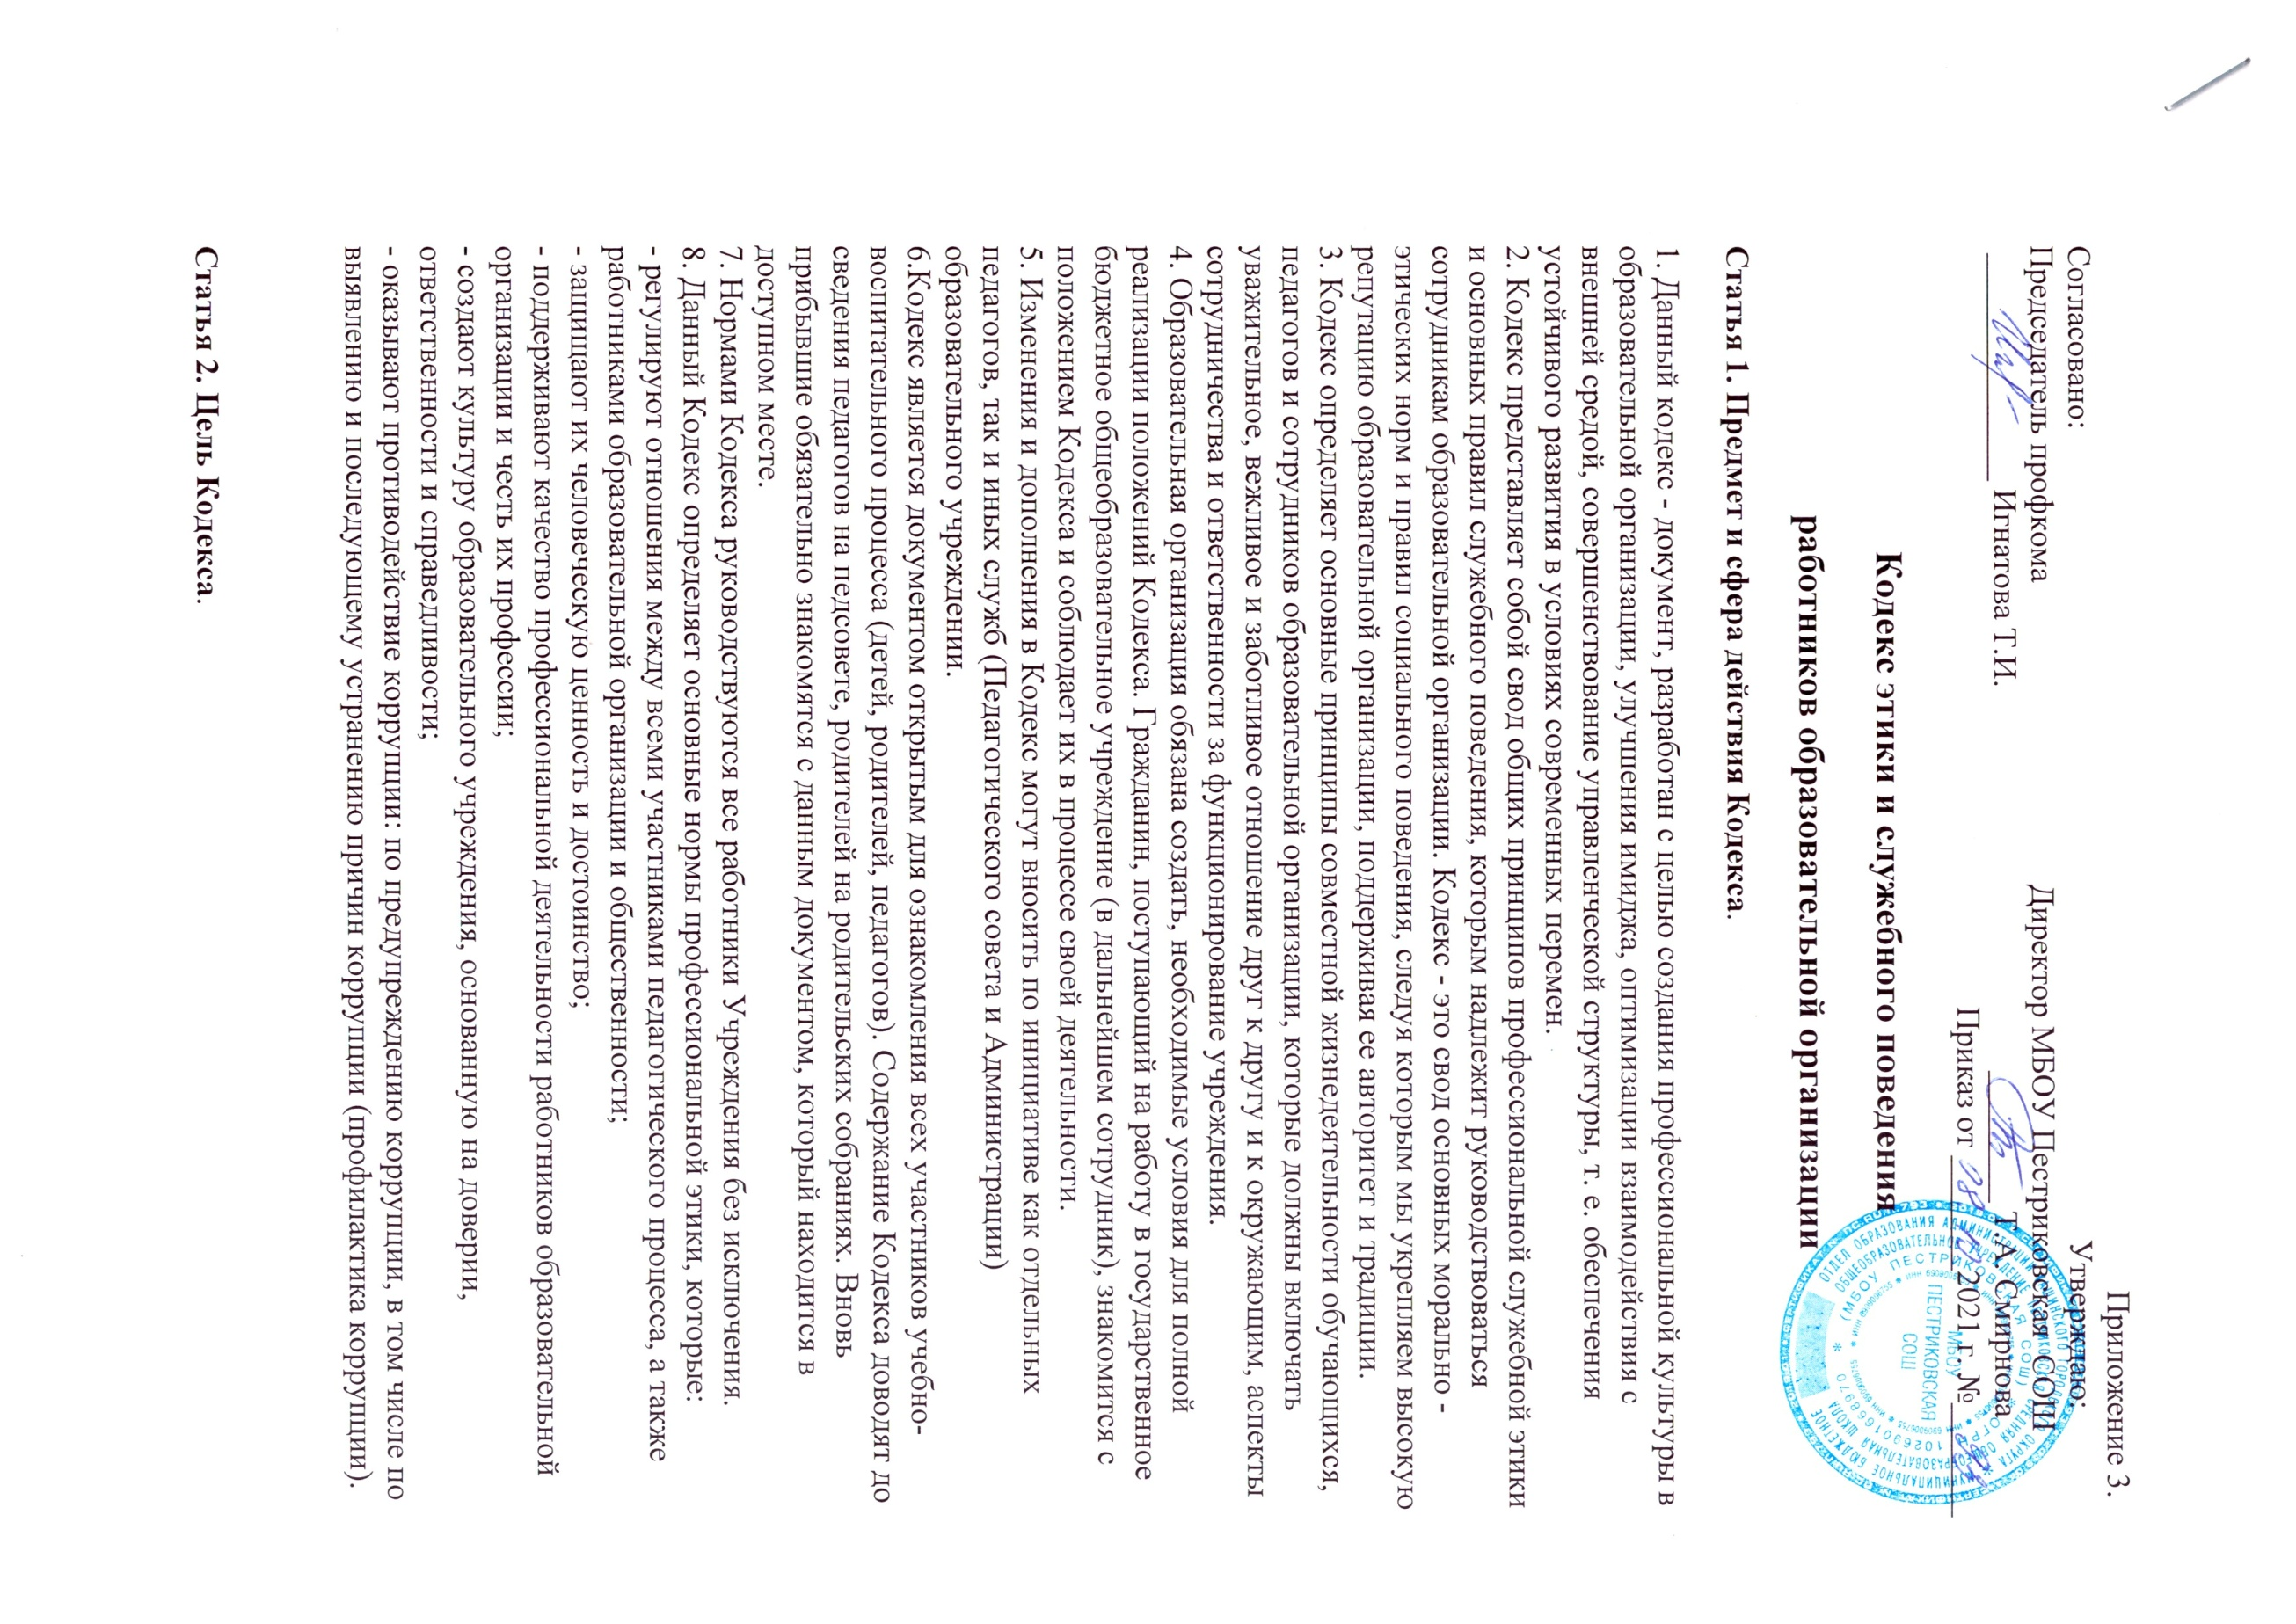 Приложение 3.
Согласовано: Утверждаю:
Председатель профкома Директор МБОУ Пестриковская СОШ
Игнатова Т.И. Т.А. Смирнова
Приказ от 2021 г. №
Кодекс этики и служебного поведения
работников образовательной организации
Статья 1. Предмет и сфера действия Кодекса.
1. Данный кодекс - документ, разработан с целью создания профессиональной культуры в
образовательной организации, улучшения имиджа, оптимизации взаимодействия с
внешней средой, совершенствование управленческой структуры, т. е. обеспечения
устойчивого развития в условиях современных перемен.
2. Кодекс представляет собой свод общих принципов профессиональной служебной этики
и основных правил служебного поведения, которым надлежит руководствоваться
сотрудникам образовательной организации. Кодекс - это свод основных морально -
этических норм и правил социального поведения, следуя которым мы укрепляем высокую
репутацию образовательной организации, поддерживая ее авторитет и традиции.
3. Кодекс определяет основные принципы совместной жизнедеятельности обучающихся,
педагогов и сотрудников образовательной организации, которые должны включать
уважительное, вежливое и заботливое отношение друг к другу и к окружающим, аспекты
сотрудничества и ответственности за функционирование учреждения.
4. Образовательная организация обязана создать, необходимые условия для полной
реализации положений Кодекса. Гражданин, поступающий на работу в государственное
бюджетное общеобразовательное учреждение (в дальнейшем сотрудник), знакомится с
положением Кодекса и соблюдает их в процессе своей деятельности.
5. Изменения и дополнения в Кодекс могут вносить по инициативе как отдельных
педагогов, так и иных служб (Педагогического совета и Администрации)
образовательного учреждении.
6.Кодекс является документом открытым для ознакомления всех участников учебно-
воспитательного процесса (детей, родителей, педагогов). Содержание Кодекса доводят до
сведения педагогов на педсовете, родителей на родительских собраниях. Вновь
прибывшие обязательно знакомятся с данным документом, который находится в
доступном месте.
7. Нормами Кодекса руководствуются все работники Учреждения без исключения.
8. Данный Кодекс определяет основные нормы профессиональной этики, которые:
- регулируют отношения между всеми участниками педагогического процесса, а также
работниками образовательной организации и общественности;
- защищают их человеческую ценность и достоинство;
- поддерживают качество профессиональной деятельности работников образовательной
организации и честь их профессии;
- создают культуру образовательного учреждения, основанную на доверии,
ответственности и справедливости;
- оказывают противодействие коррупции: по предупреждению коррупции, в том числе по
выявлению и последующему устранению причин коррупции (профилактика коррупции).
Статья 2. Цель Кодекса.
МБОУ
ПЕСТРИКОВСКАЯ
СОШ